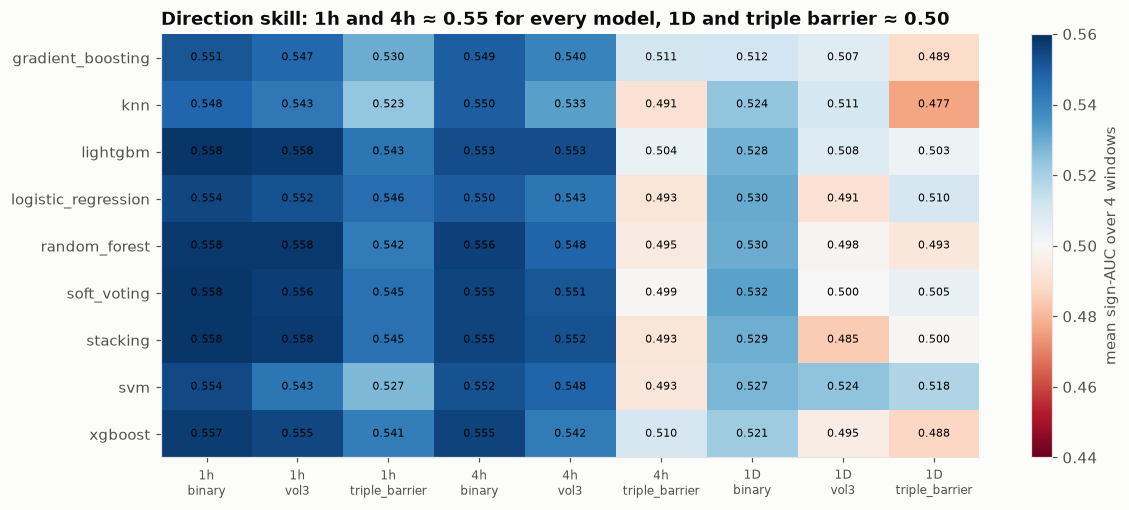 Direction skill: 1h and 4h ≈ 0.55 for every model, 1D and triple barrier ≈ 0.50
gradient_boosting 0.551 0.547 0.530 0.549 0.540 0.511 0.512 0.507 0.489
knn 0.548 0.543 0.523 0.550 0.533 0.491 0.524 0.511 0.477
lightgbm 0.558 0.558 0.543 0.553 0.553 0.504 0.528 0.508 0.503
logistic_regression 0.554 0.552 0.546 0.550 0.543 0.493 0.530 0.491 0.510
random_forest 0.558 0.558 0.542 0.556 0.548 0.495 0.530 0.498 0.493
soft_voting 0.558 0.556 0.545 0.555 0.551 0.499 0.532 0.500 0.505
stacking 0.558 0.558 0.545 0.555 0.552 0.493 0.529 0.485 0.500
svm 0.554 0.543 0.527 0.552 0.548 0.493 0.527 0.524 0.518
xgboost 0.557 0.555 0.541 0.555 0.542 0.510 0.521 0.495 0.488
1h 1h 1h 4h 4h 4h 1D 1D 1D
binary vol3 triple_barrier binary vol3 triple_barrier binary vol3 triple_barrier
0.56
0.54
0.52
0.50
0.48
0.46
0.44
mean sign-AUC over 4 windows